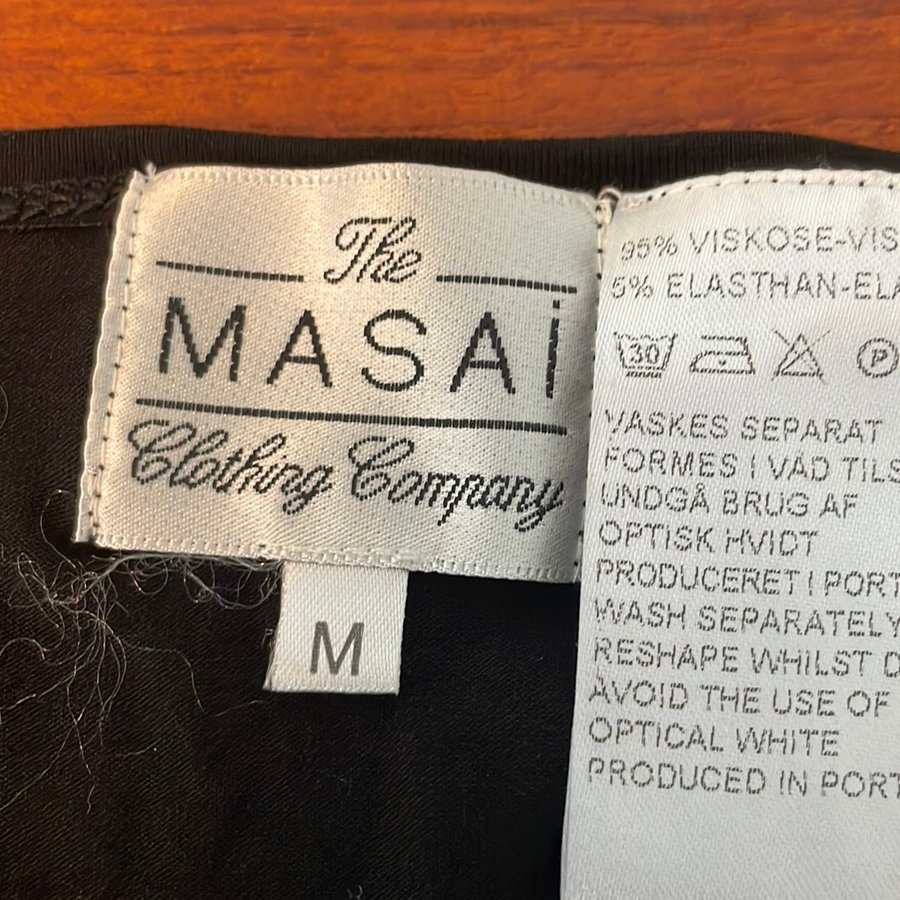 The
MASAi
Clothing Company
M
95% VISKOSE-VIS
5% ELASTHAN-ELA
30 P
VASKES SEPARAT
FORMES I VÅD TILS
UNDGÅ BRUG AF
OPTISK HVIDT
PRODUCERET I PORT
WASH SEPARATELY
RESHAPE WHILST D
AVOID THE USE OF
OPTICAL WHITE
PRODUCED IN PORT